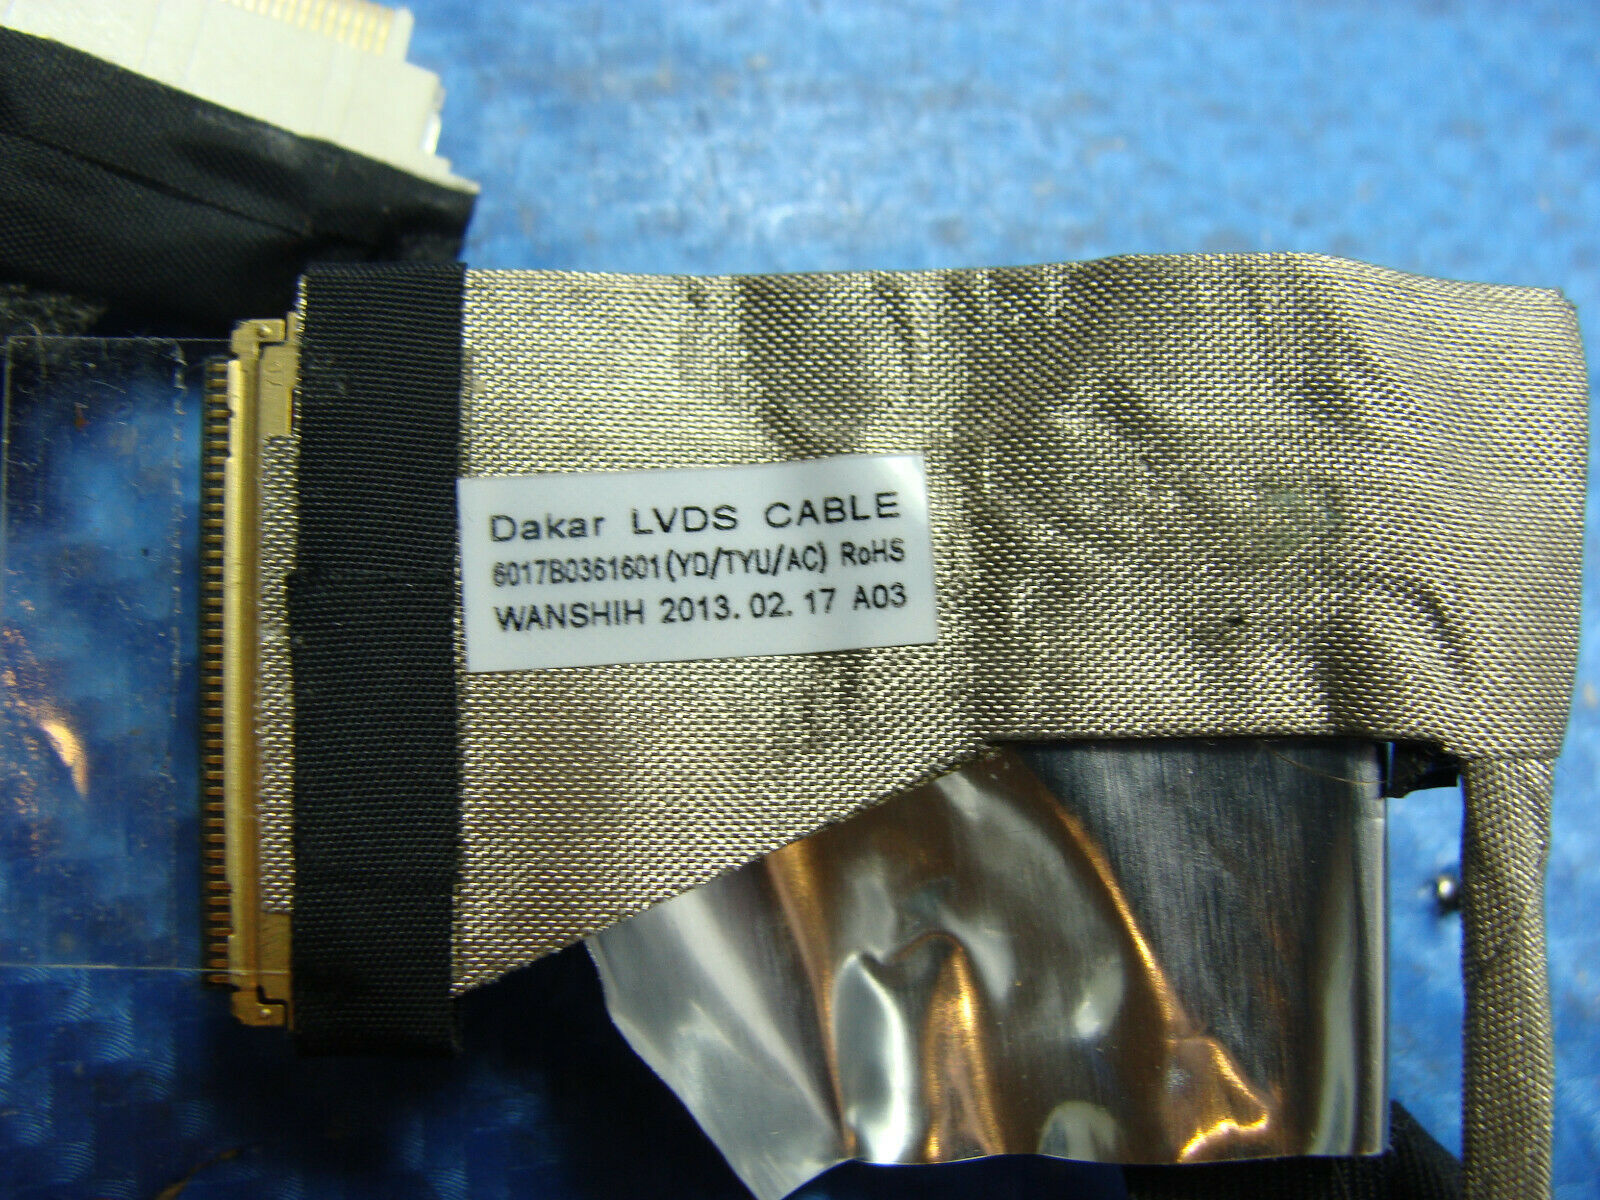 Dakar LVDS CABLE
6017B0361601(YD/TYU/AC) RoHS
WANSHIH 2013. 02. 17 A03